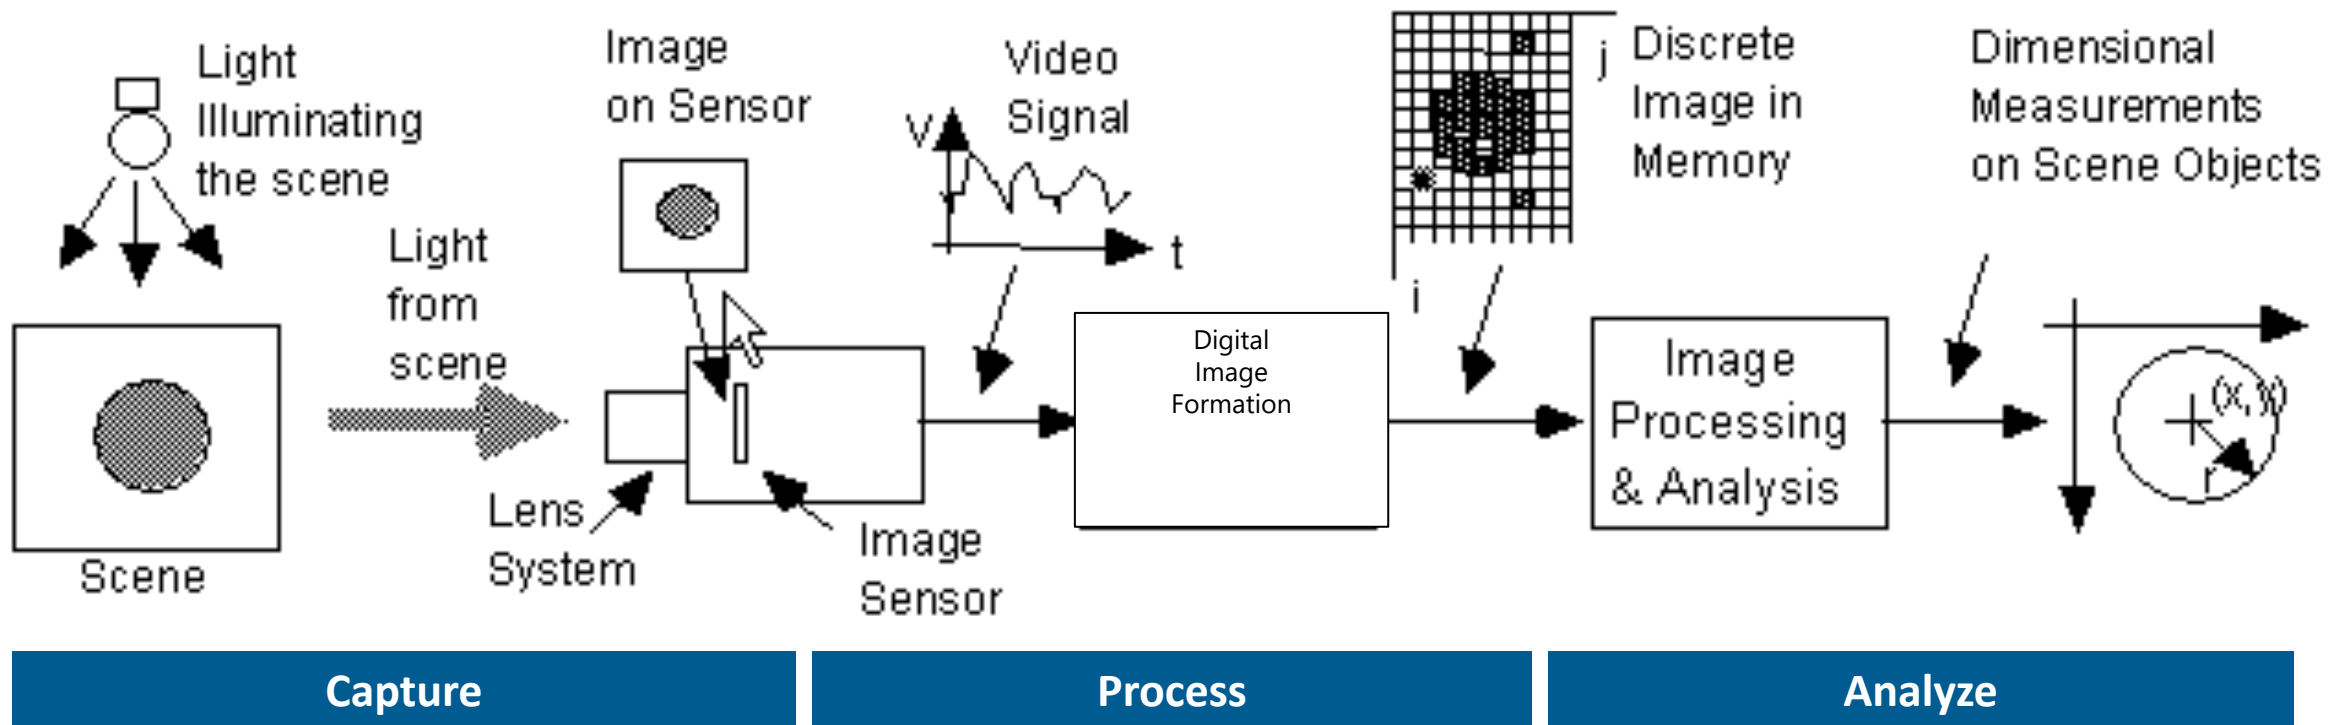 Light
Illuminating
the scene
Scene
Light
from
scene
Image
on Sensor
Lens
System
Image
Sensor
Video
Signal
V
t
Digital
Image
Formation
j
i
Discrete
Image in
Memory
Image
Processing
& Analysis
Dimensional
Measurements
on Scene Objects
(x, y)
r
Capture
Process
Analyze